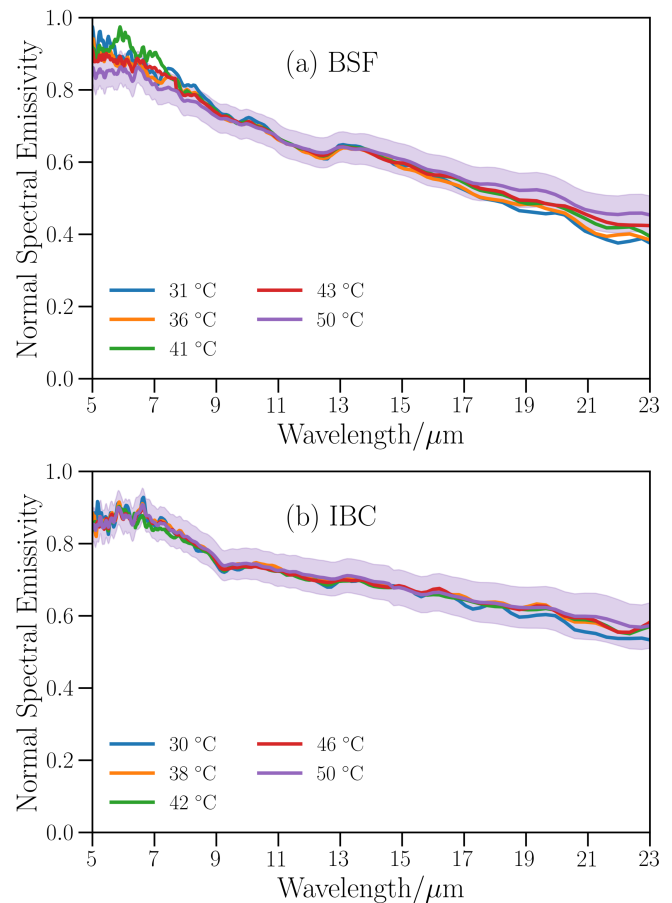 1.0
(a) BSF
0.8
0.6
0.4
0.2
0.0
Normal Spectral Emissivity
31 °C
43 °C
36 °C
50 °C
41 °C
5 7 9 11 13 15 17 19 21 23
Wavelength/μm
1.0
(b) IBC
0.8
0.6
0.4
0.2
0.0
Normal Spectral Emissivity
30 °C
46 °C
38 °C
50 °C
42 °C
5 7 9 11 13 15 17 19 21 23
Wavelength/μm